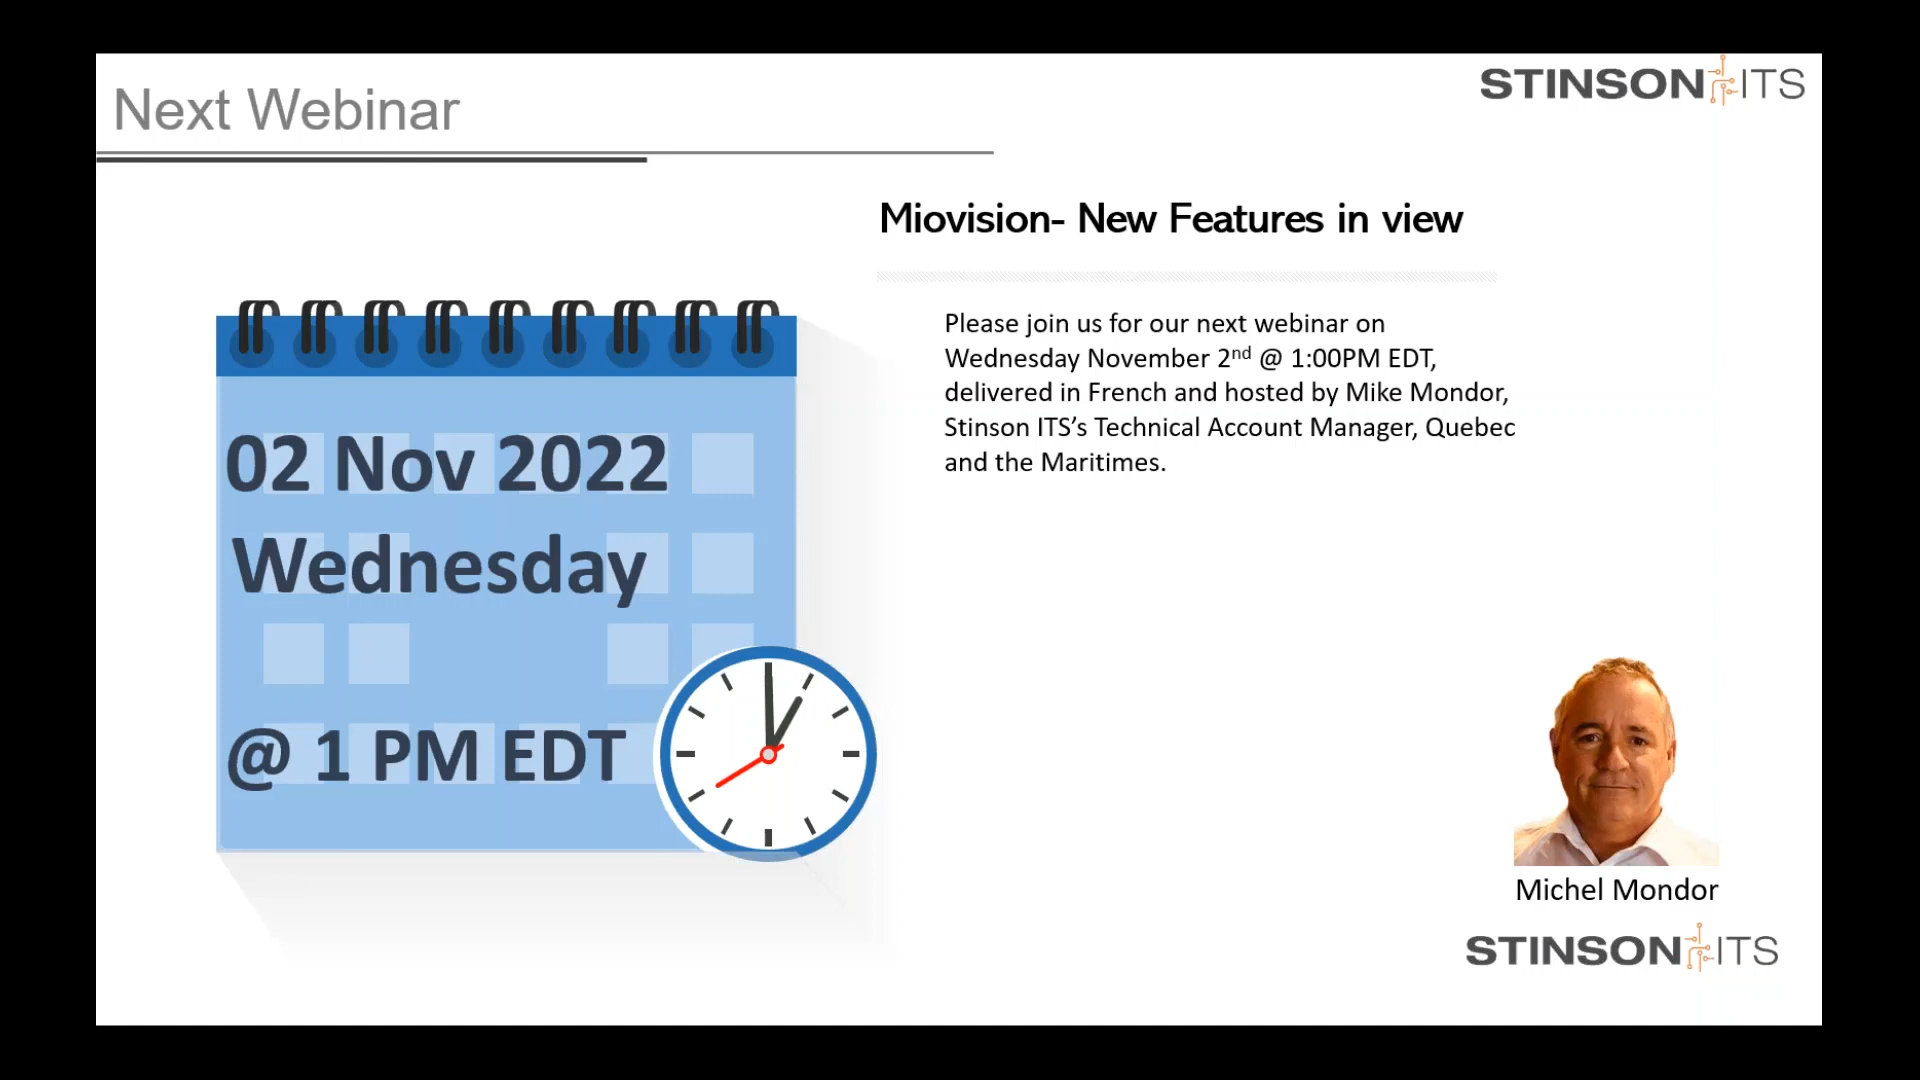 Next Webinar
STINSON ITS
Miovision- New Features in view
Please join us for our next webinar on
Wednesday November 2nd @ 1:00PM EDT,
delivered in French and hosted by Mike Mondor,
Stinson ITS’s Technical Account Manager, Quebec
and the Maritimes.
02 Nov 2022
Wednesday
@ 1 PM EDT
Michel Mondor
STINSON ITS